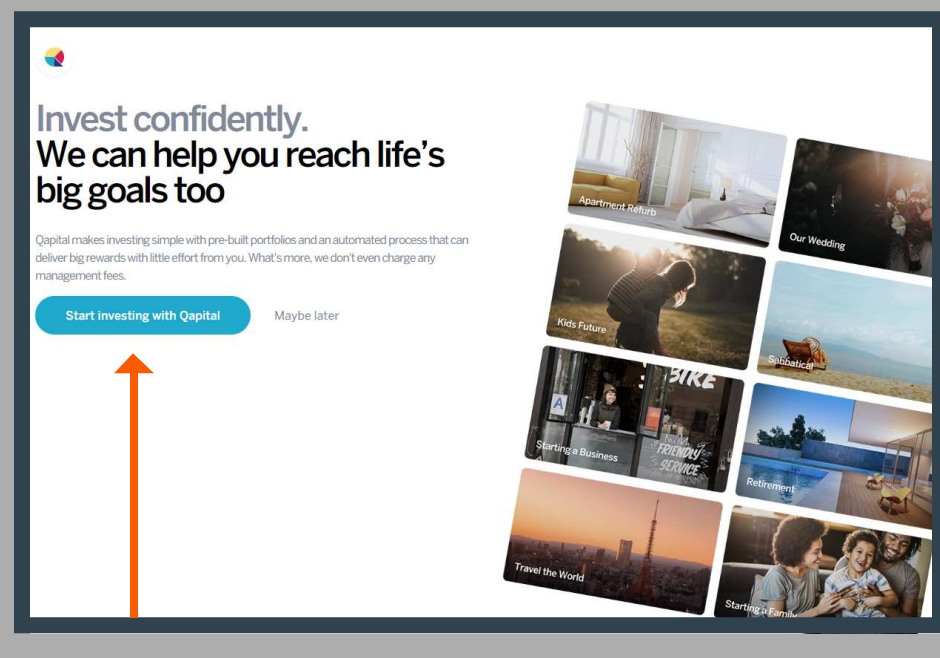 Invest confidently.
We can help you reach life's
big goals too
Qapital makes investing simple with pre-built portfolios and an automated process that can
deliver big rewards with little effort from you. What's more, we don't even charge any
management fees.
Start investing with Qapital
Maybe later
Apartment Refurb
Our Wedding
Kids Future
Sabbatical
BIKE
A
FRIENDLY
SERVICE
Starting a Business
Retirement
Travel the World
Starting a Family